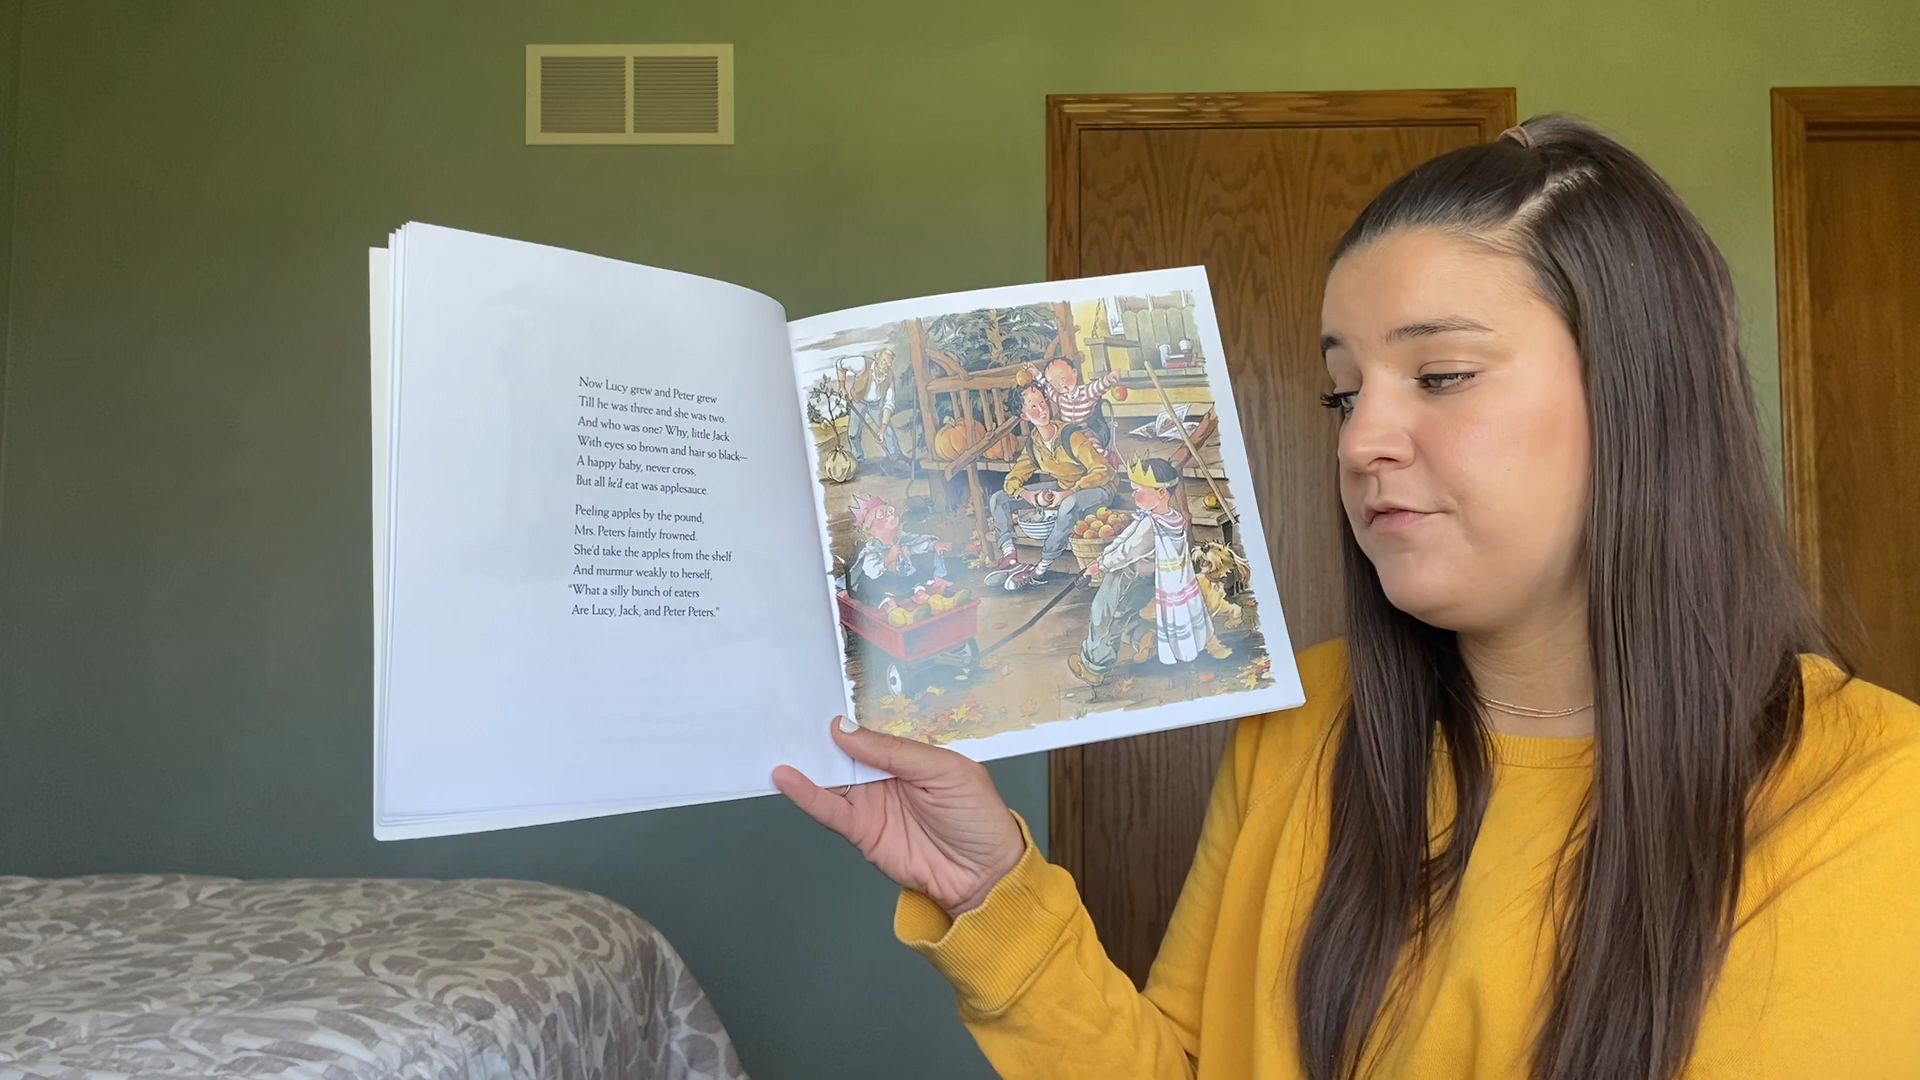 Now Lucy grew and Peter grew
Till he was three and she was two.
And who was one? Why, little Jack
With eyes so brown and hair so black—
A happy baby, never cross,
But all he'd eat was applesauce.
Peeling apples by the pound,
Mrs. Peters faintly frowned.
She'd take the apples from the shelf
And murmur weakly to herself,
“What a silly bunch of eaters
Are Lucy, Jack, and Peter Peters.”